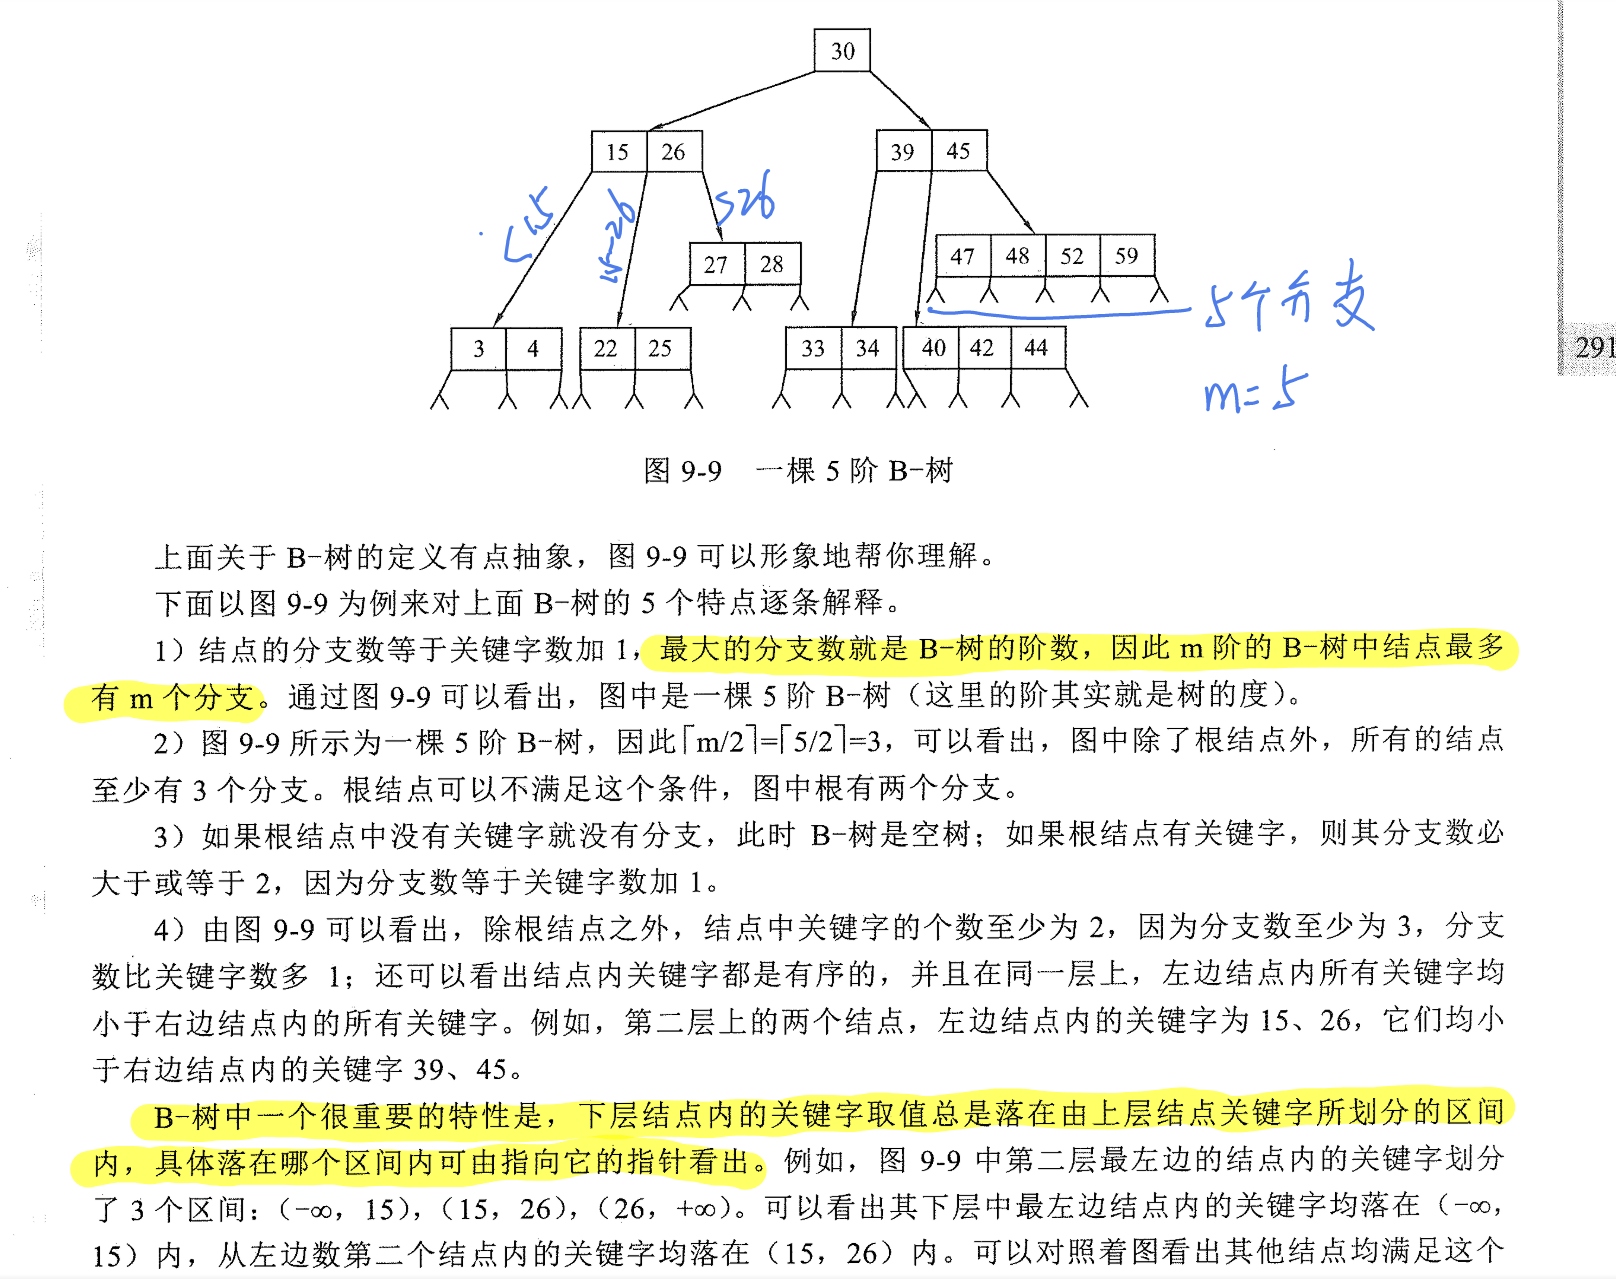 30
15 26 39 45
<15 15-26 >26
27 28 47 48 52 59
5个分支
3 4 22 25 33 34 40 42 44
291
m=5
图 9-9 一棵 5 阶 B-树
上面关于 B-树的定义有点抽象，图 9-9 可以形象地帮你理解。
下面以图 9-9 为例来对上面 B-树的 5 个特点逐条解释。
1）结点的分支数等于关键字数加 1，最大的分支数就是 B-树的阶数，因此 m 阶的 B-树中结点最多
有 m 个分支。通过图 9-9 可以看出，图中是一棵 5 阶 B-树（这里的阶其实就是树的度）。
2）图 9-9 所示为一棵 5 阶 B-树，因此⌈m/2⌉=⌈5/2⌉=3，可以看出，图中除了根结点外，所有的结点
至少有 3 个分支。根结点可以不满足这个条件，图中根有两个分支。
3）如果根结点中没有关键字就没有分支，此时 B-树是空树；如果根结点有关键字，则其分支数必
大于或等于 2，因为分支数等于关键字数加 1。
4）由图 9-9 可以看出，除根结点之外，结点中关键字的个数至少为 2，因为分支数至少为 3，分支
数比关键字数多 1；还可以看出结点内关键字都是有序的，并且在同一层上，左边结点内所有关键字均
小于右边结点内的所有关键字。例如，第二层上的两个结点，左边结点内的关键字为 15、26，它们均小
于右边结点内的关键字 39、45。
B-树中一个很重要的特性是，下层结点内的关键字取值总是落在由上层结点关键字所划分的区间
内，具体落在哪个区间内可由指向它的指针看出。例如，图 9-9 中第二层最左边的结点内的关键字划分
了 3 个区间：（-∞，15），（15，26），（26，+∞）。可以看出其下层中最左边结点内的关键字均落在（-∞，
15）内，从左边数第二个结点内的关键字均落在（15，26）内。可以对照着图看出其他结点均满足这个